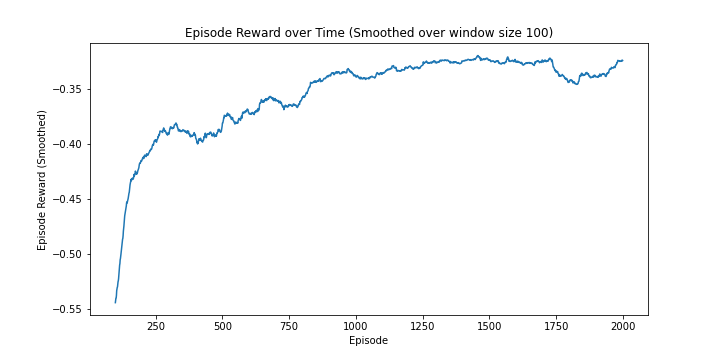 Episode Reward over Time (Smoothed over window size 100)
−0.35
−0.40
−0.45
−0.50
−0.55
Episode Reward (Smoothed)
250 500 750 1000 1250 1500 1750 2000
Episode